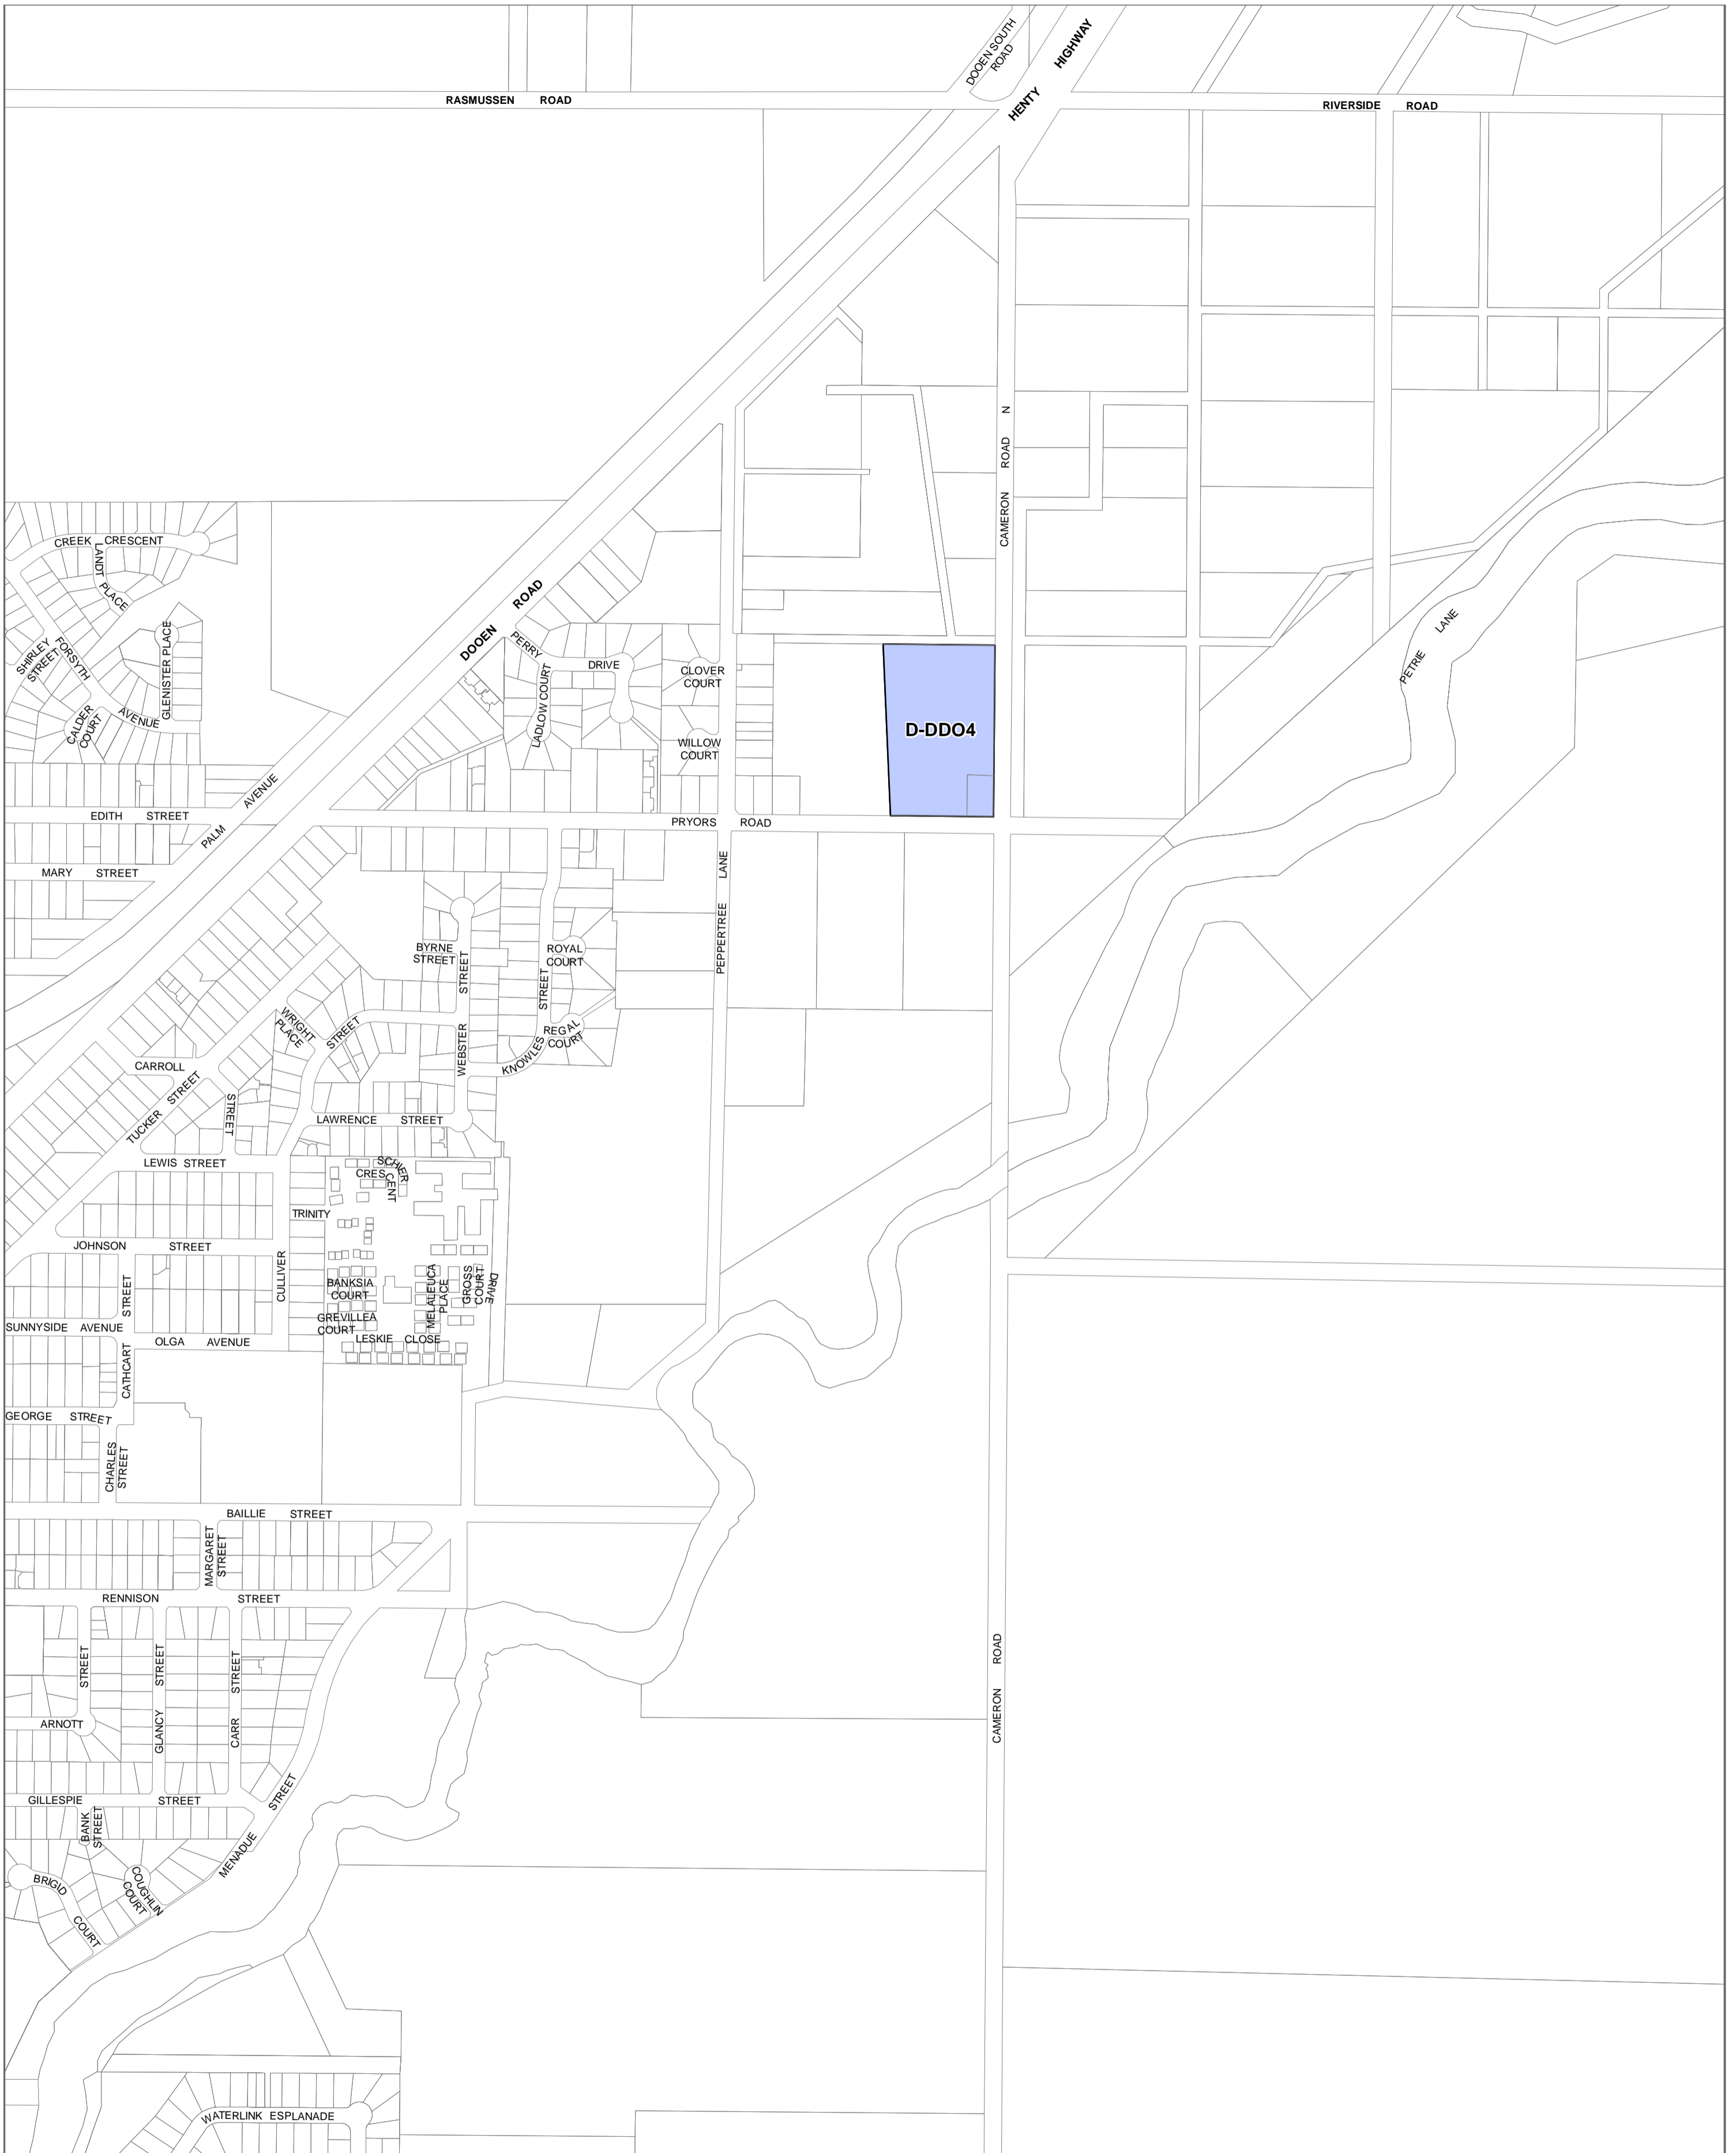 DOOEN SOUTH
ROAD
HENTY HIGHWAY
RASMUSSEN ROAD
RIVERSIDE ROAD
CAMERON ROAD N
CREEK CRESCENT
LANDT PLACE
SHIRLEY
STREET
FORSYTH AVENUE
GLENISTER PLACE
CALDER
COURT
DOOEN ROAD
PERRY DRIVE
LADLOW COURT
CLOVER
COURT
WILLOW
COURT
D-DDO4
PETRIE LANE
PALM AVENUE
EDITH STREET
MARY STREET
PRYORS ROAD
PEPPERTREE LANE
BYRNE
STREET
WEBSTER STREET
KNOWLES STREET
ROYAL
COURT
REGAL
COURT
WRIGHT
PLACE
STREET
CARROLL STREET
TUCKER STREET
LAWRENCE STREET
LEWIS STREET
SCHIER
CRES CENT
TRINITY DRIVE
JOHNSON STREET
CULLIVER
BANKSIA
COURT
MELALEUCA
PLACE
GROSS
COURT
GREVILLEA
COURT
LESKIE CLOSE
SUNNYSIDE AVENUE
OLGA AVENUE
CATHCART STREET
GEORGE STREET
CHARLES
STREET
BAILLIE STREET
MARGARET
STREET
RENNISON STREET
ARNOTT STREET
GLANCY STREET
CARR STREET
CAMERON ROAD
GILLESPIE STREET
BANK
STREET
MENADUE STREET
BRIGID COURT
COUGHLIN
COURT
WATERLINK ESPLANADE